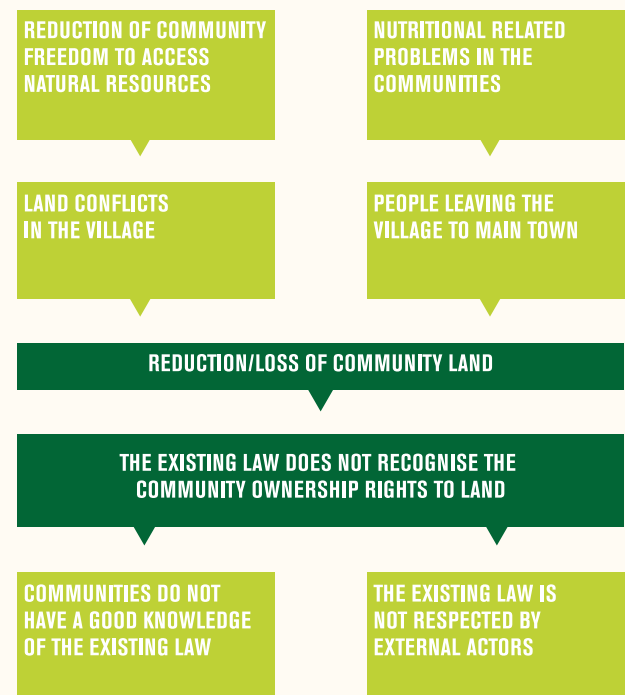 REDUCTION OF COMMUNITY
FREEDOM TO ACCESS
NATURAL RESOURCES
NUTRITIONAL RELATED
PROBLEMS IN THE
COMMUNITIES
LAND CONFLICTS
IN THE VILLAGE
PEOPLE LEAVING THE
VILLAGE TO MAIN TOWN
REDUCTION/LOSS OF COMMUNITY LAND
THE EXISTING LAW DOES NOT RECOGNISE THE
COMMUNITY OWNERSHIP RIGHTS TO LAND
COMMUNITIES DO NOT
HAVE A GOOD KNOWLEDGE
OF THE EXISTING LAW
THE EXISTING LAW IS
NOT RESPECTED BY
EXTERNAL ACTORS